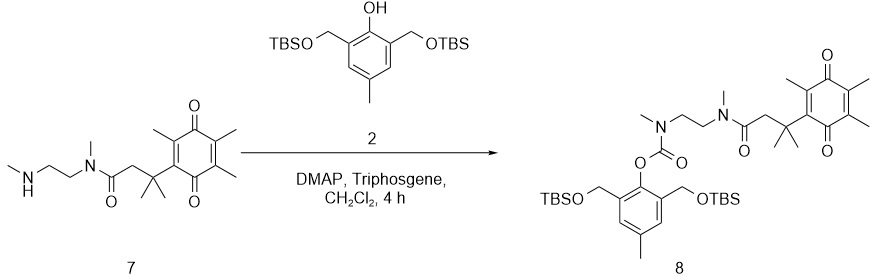 OH
TBSO
OTBS
2
DMAP, Triphosgene,
CH2Cl2, 4 h
N
H
N
O
O
O
7
N
N
O
O
O
O
O
TBSO
OTBS
8